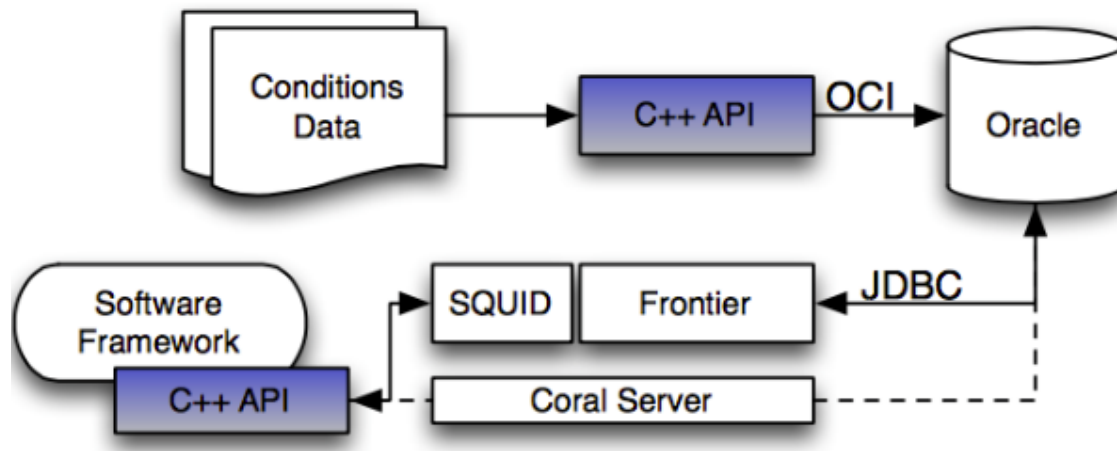 Conditions
Data
C++ API
OCI
Oracle
Software
Framework
C++ API
SQUID
Frontier
JDBC
Coral Server